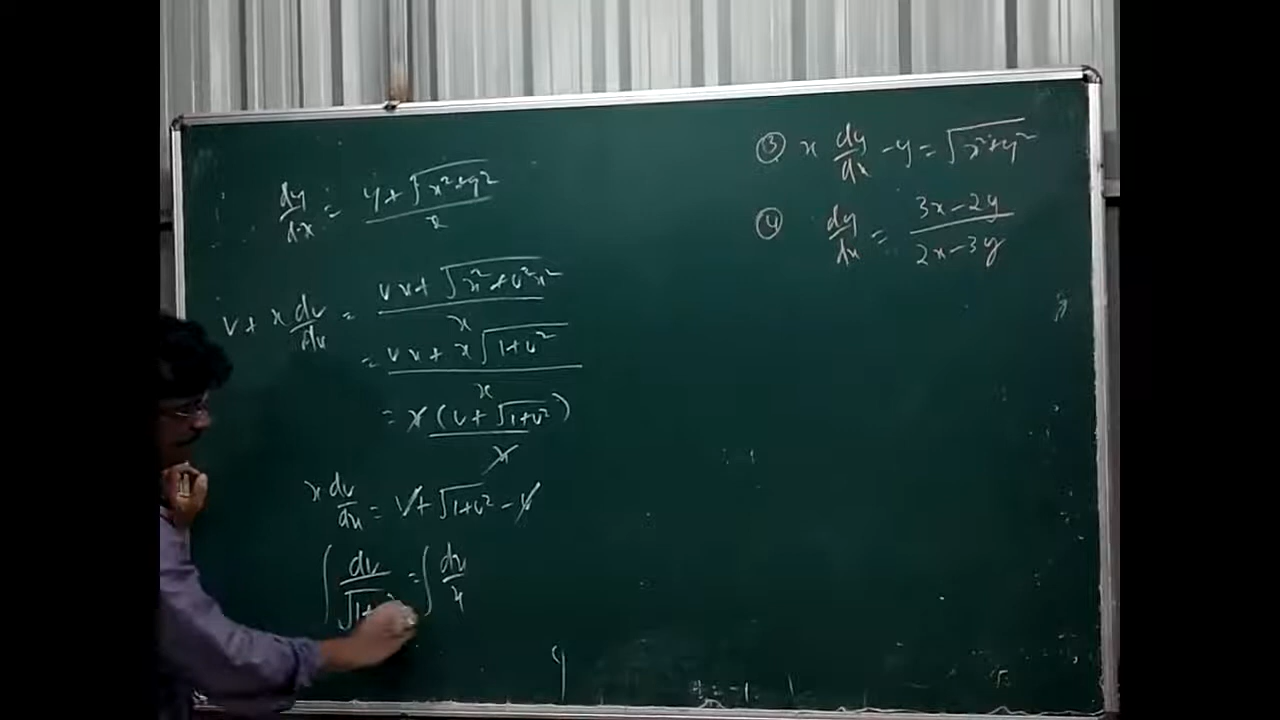 dy/dx = (y + √(x² + y²))/x
v + x dv/dx = (vx + √(x² + v²x²))/x
= (vx + x√(1+v²))/x
= x(v + √(1+v²))/x
x dv/dx = v + √(1+v²) - v
∫ dv/√(1+ = ∫ dx/x
③ x dy/dx - y = √(x² + y²)
④ dy/dx = (3x - 2y)/(2x - 3y)